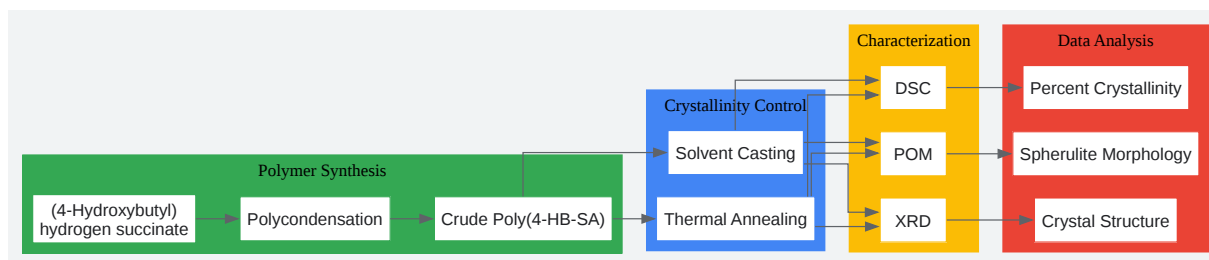 Polymer Synthesis
(4-Hydroxybutyl)
hydrogen succinate
Polycondensation
Crude Poly(4-HB-SA)
Crystallinity Control
Solvent Casting
Thermal Annealing
Characterization
DSC
POM
XRD
Data Analysis
Percent Crystallinity
Spherulite Morphology
Crystal Structure